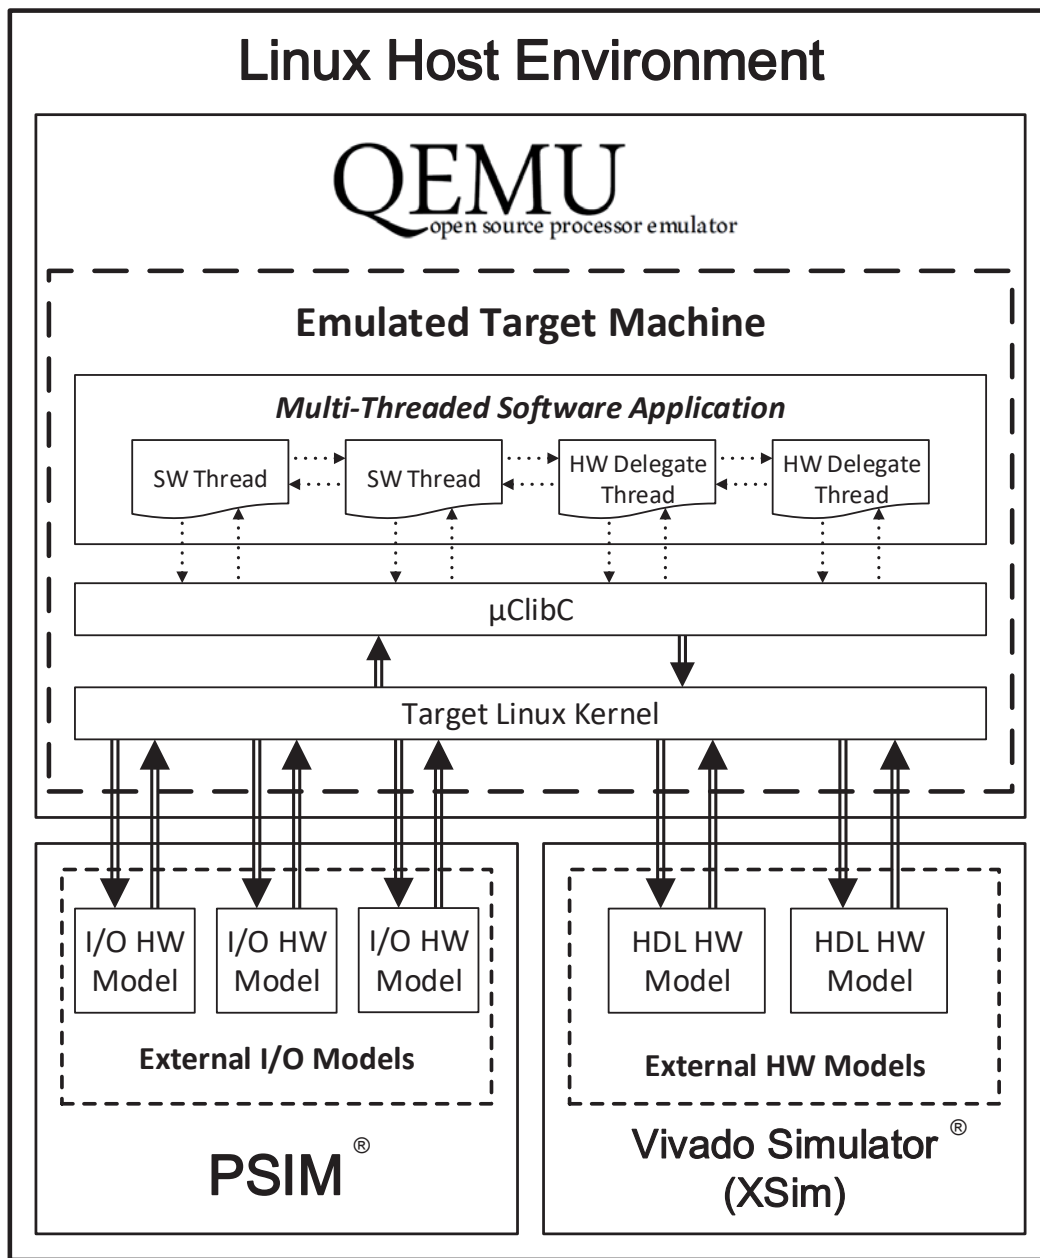 Linux Host Environment
QEMU
open source processor emulator
Emulated Target Machine
Multi-Threaded Software Application
SW Thread
SW Thread
HW Delegate
Thread
HW Delegate
Thread
µClibC
Target Linux Kernel
I/O HW
Model
I/O HW
Model
I/O HW
Model
External I/O Models
PSIM ®
HDL HW
Model
HDL HW
Model
External HW Models
Vivado Simulator ®
(XSim)